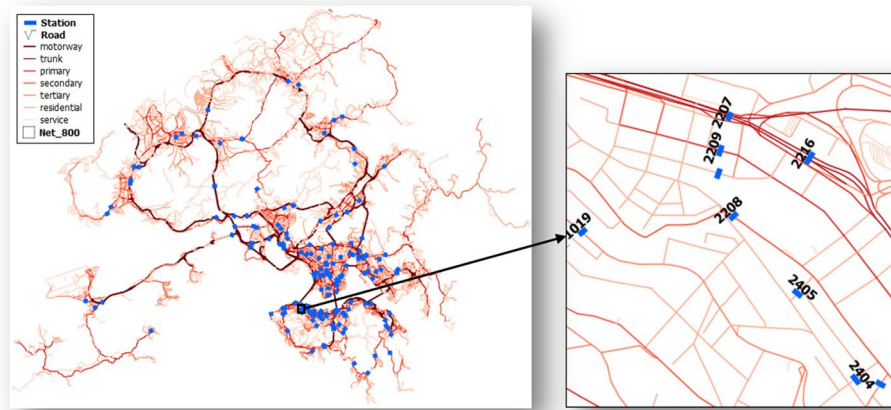 Station
Road
motorway
trunk
primary
secondary
tertiary
residential
service
Net_800
2207
2209
2216
2208
1019
2405
2404